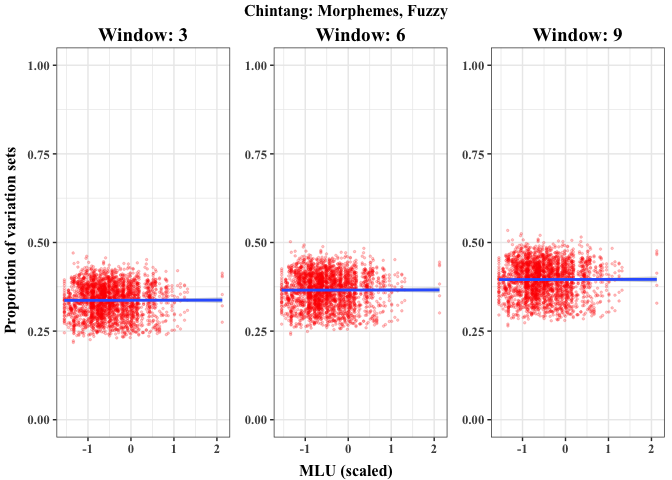 Chintang: Morphemes, Fuzzy
Window: 3 Window: 6 Window: 9
Proportion of variation sets
1.00 1.00 1.00
0.75 0.75 0.75
0.50 0.50 0.50
0.25 0.25 0.25
0.00 0.00 0.00
-1 0 1 2 -1 0 1 2 -1 0 1 2
MLU (scaled)